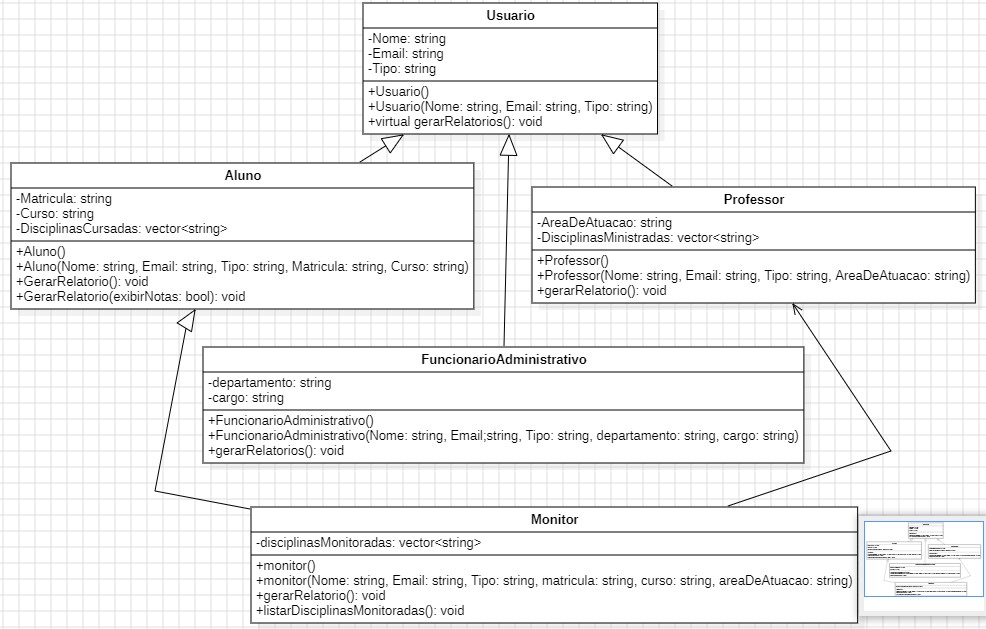 Usuario
-Nome: string
-Email: string
-Tipo: string
+Usuario()
+Usuario(Nome: string, Email: string, Tipo: string)
+virtual gerarRelatorios(): void
Aluno
-Matricula: string
-Curso: string
-DisciplinasCursadas: vector<string>
+Aluno()
+Aluno(Nome: string, Email: string, Tipo: string, Matricula: string, Curso: string)
+GerarRelatorio(): void
+GerarRelatorio(exibirNotas: bool): void
Professor
-AreaDeAtuacao: string
-DisciplinasMinistradas: vector<string>
+Professor()
+Professor(Nome: string, Email: string, Tipo: string, AreaDeAtuacao: string)
+gerarRelatorio(): void
FuncionarioAdministrativo
-departamento: string
-cargo: string
+FuncionarioAdministrativo()
+FuncionarioAdministrativo(Nome: string, Email;string, Tipo: string, departamento: string, cargo: string)
+gerarRelatorios(): void
Monitor
-disciplinasMonitoradas: vector<string>
+monitor()
+monitor(Nome: string, Email: string, Tipo: string, matricula: string, curso: string, areaDeAtuacao: string)
+gerarRelatorio(): void
+listarDisciplinasMonitoradas(): void